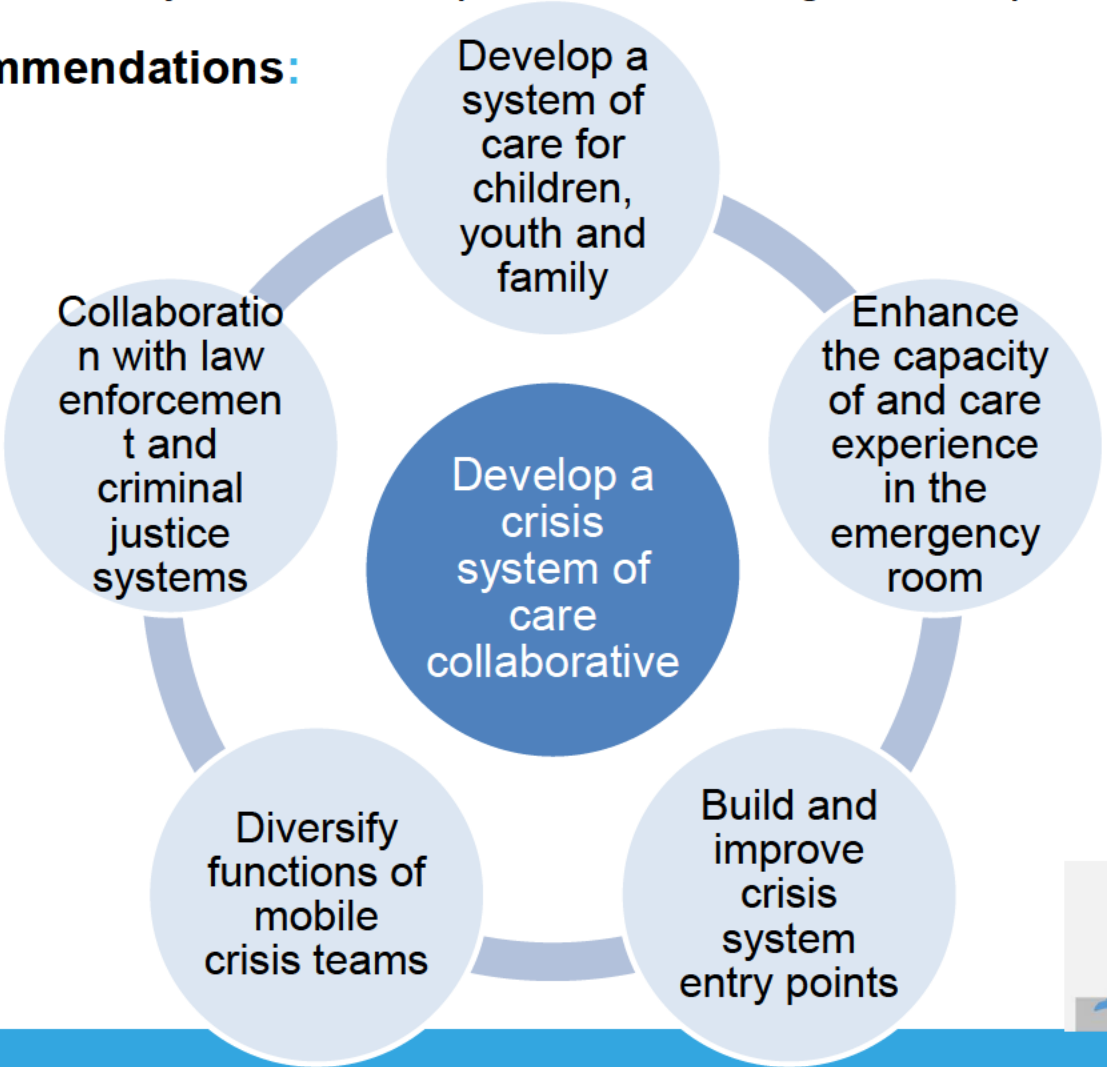 mmendations:
Develop a
system of
care for
children,
youth and
family
Enhance
the capacity
of and care
experience
in the
emergency
room
Build and
improve
crisis
system
entry points
Diversify
functions of
mobile
crisis teams
Collaboratio
n with law
enforcemen
t and
criminal
justice
systems
Develop a
crisis
system of
care
collaborative